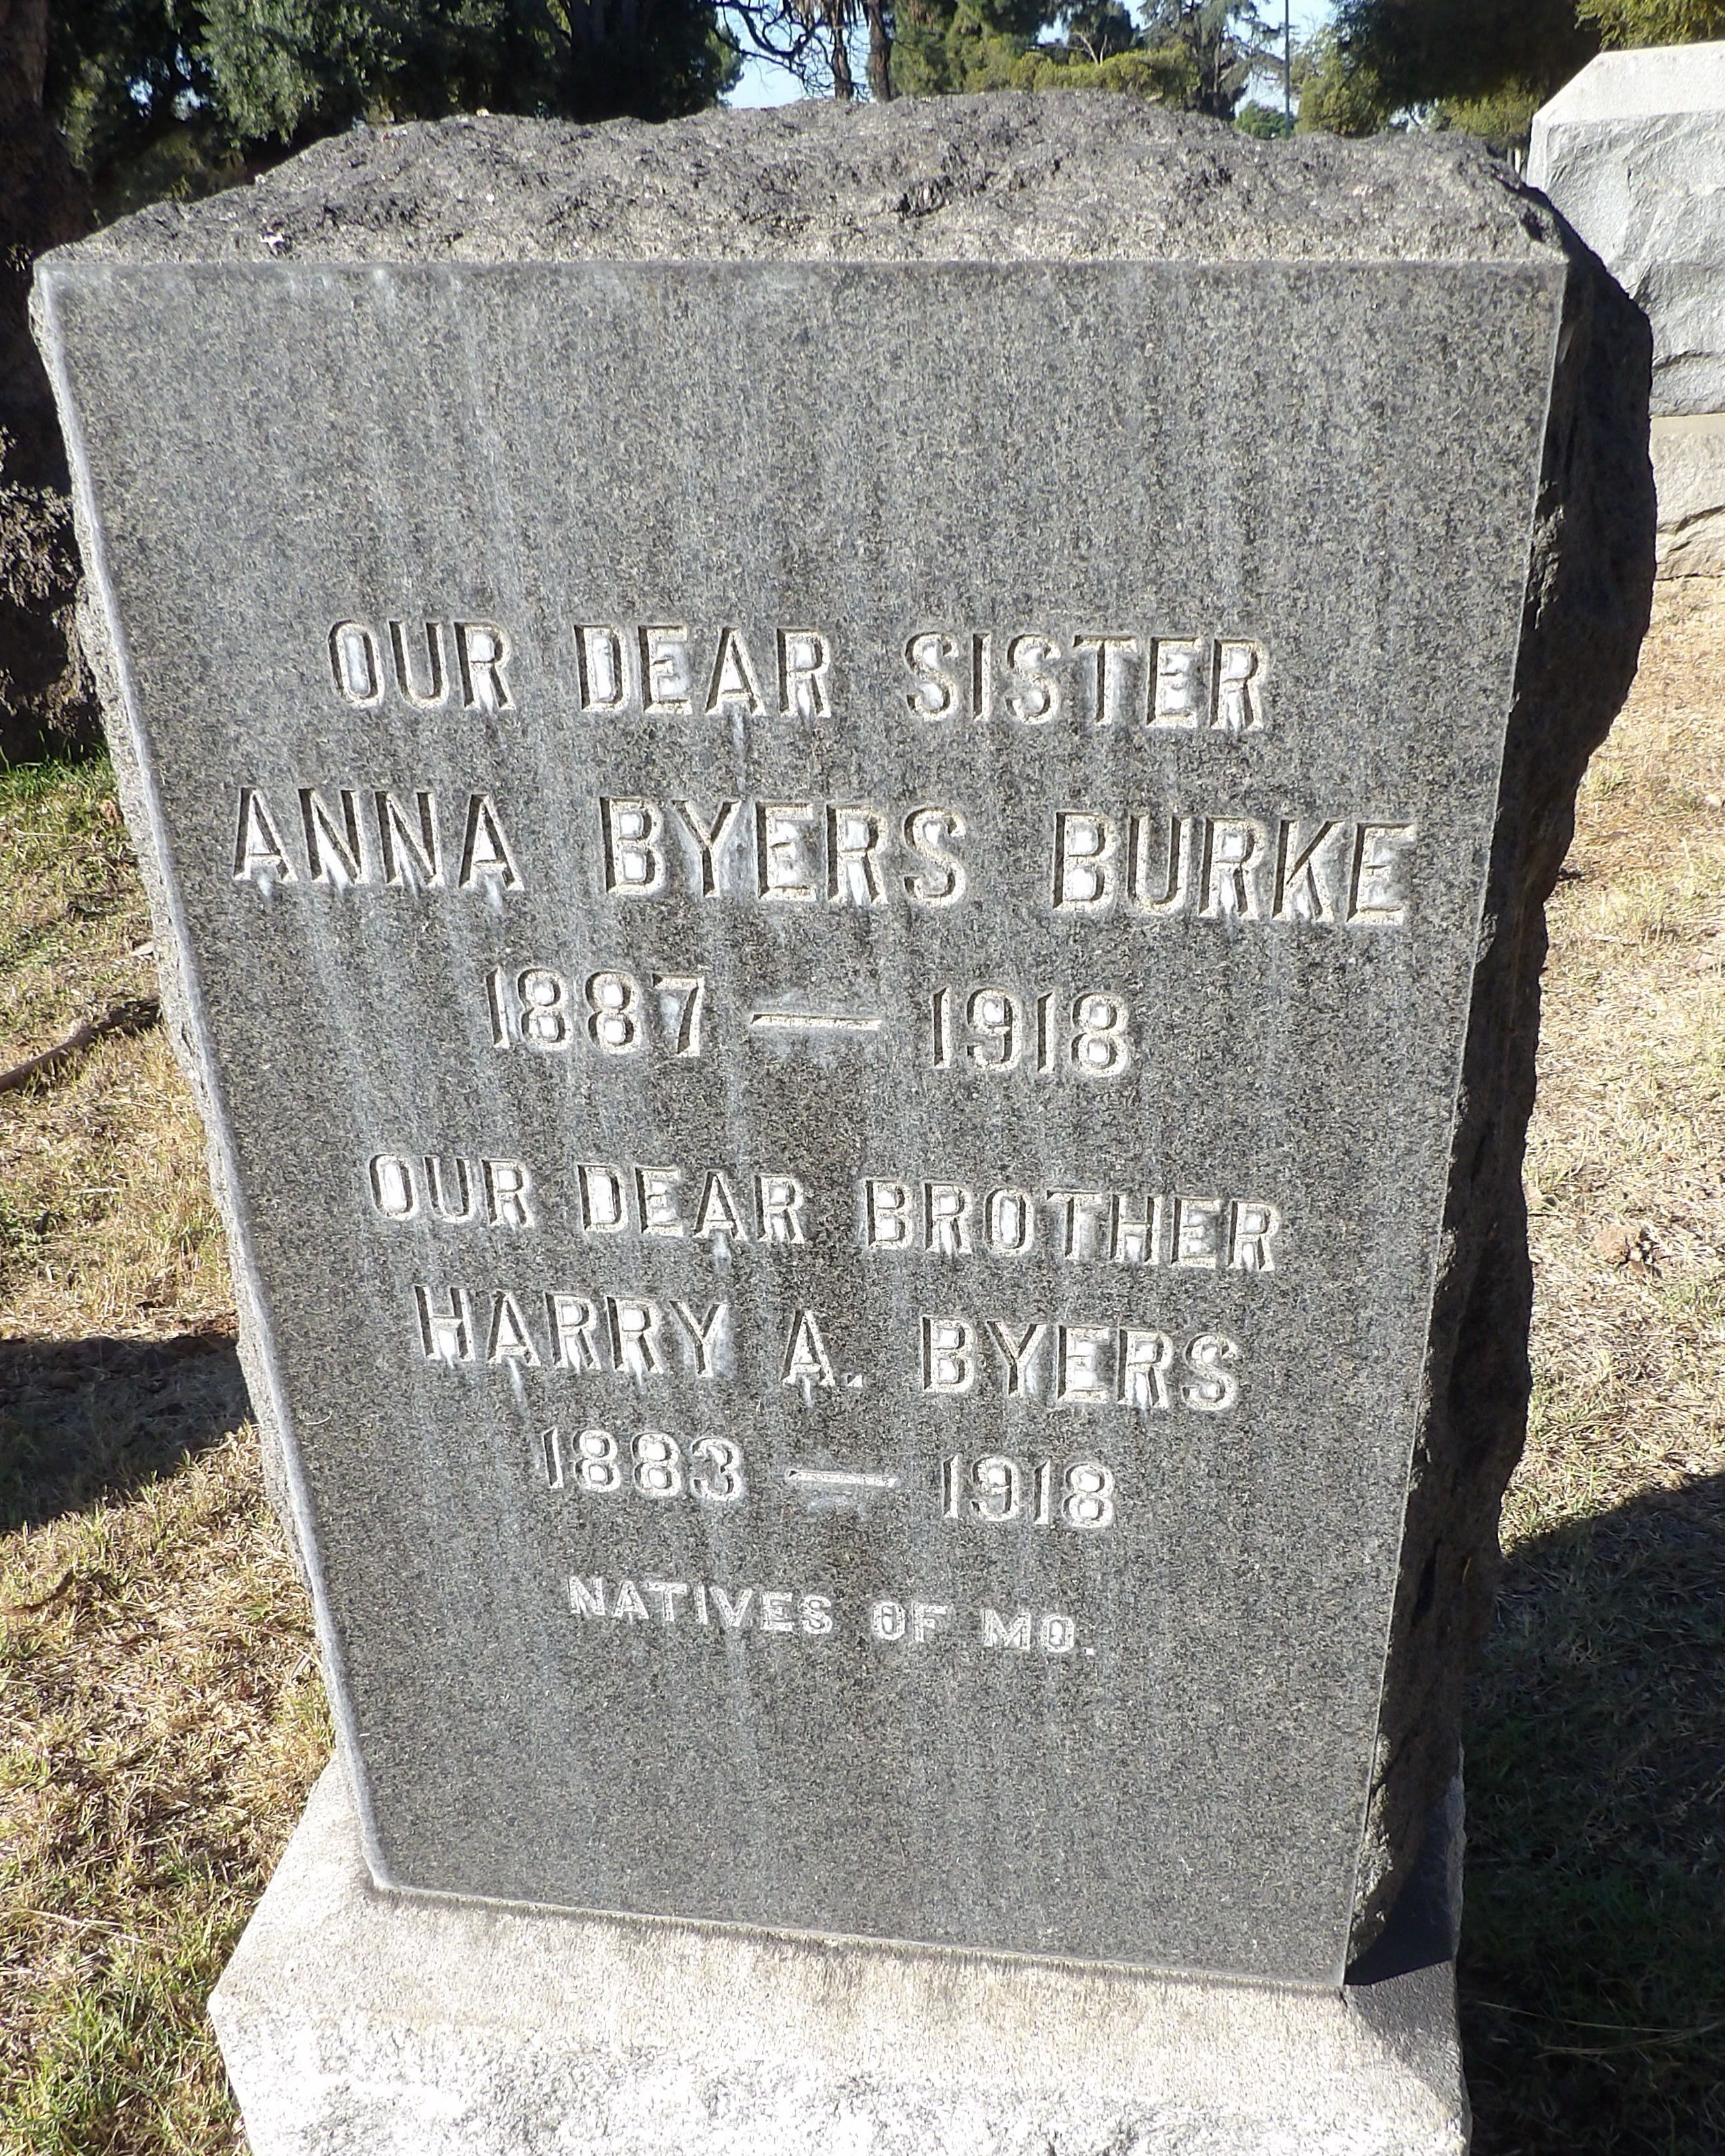 OUR DEAR SISTER
ANNA BYERS BURKE
1887 — 1918
OUR DEAR BROTHER
HARRY A. BYERS
1883 — 1918
NATIVES OF MO.